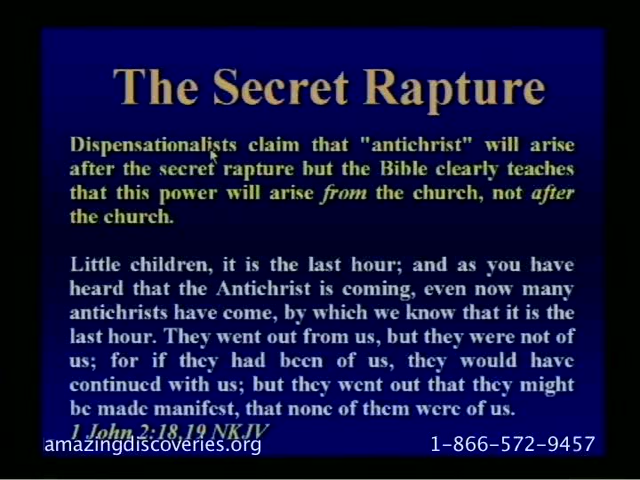 The Secret Rapture
Dispensationalists claim that "antichrist" will arise
after the secret rapture but the Bible clearly teaches
that this power will arise from the church, not after
the church.
Little children, it is the last hour; and as you have
heard that the Antichrist is coming, even now many
antichrists have come, by which we know that it is the
last hour. They went out from us, but they were not of
us; for if they had been of us, they would have
continued with us; but they went out that they might
be made manifest, that none of them were of us.
1 John 2:18,19 NKJV
amazingdiscoveries.org
1-866-572-9457